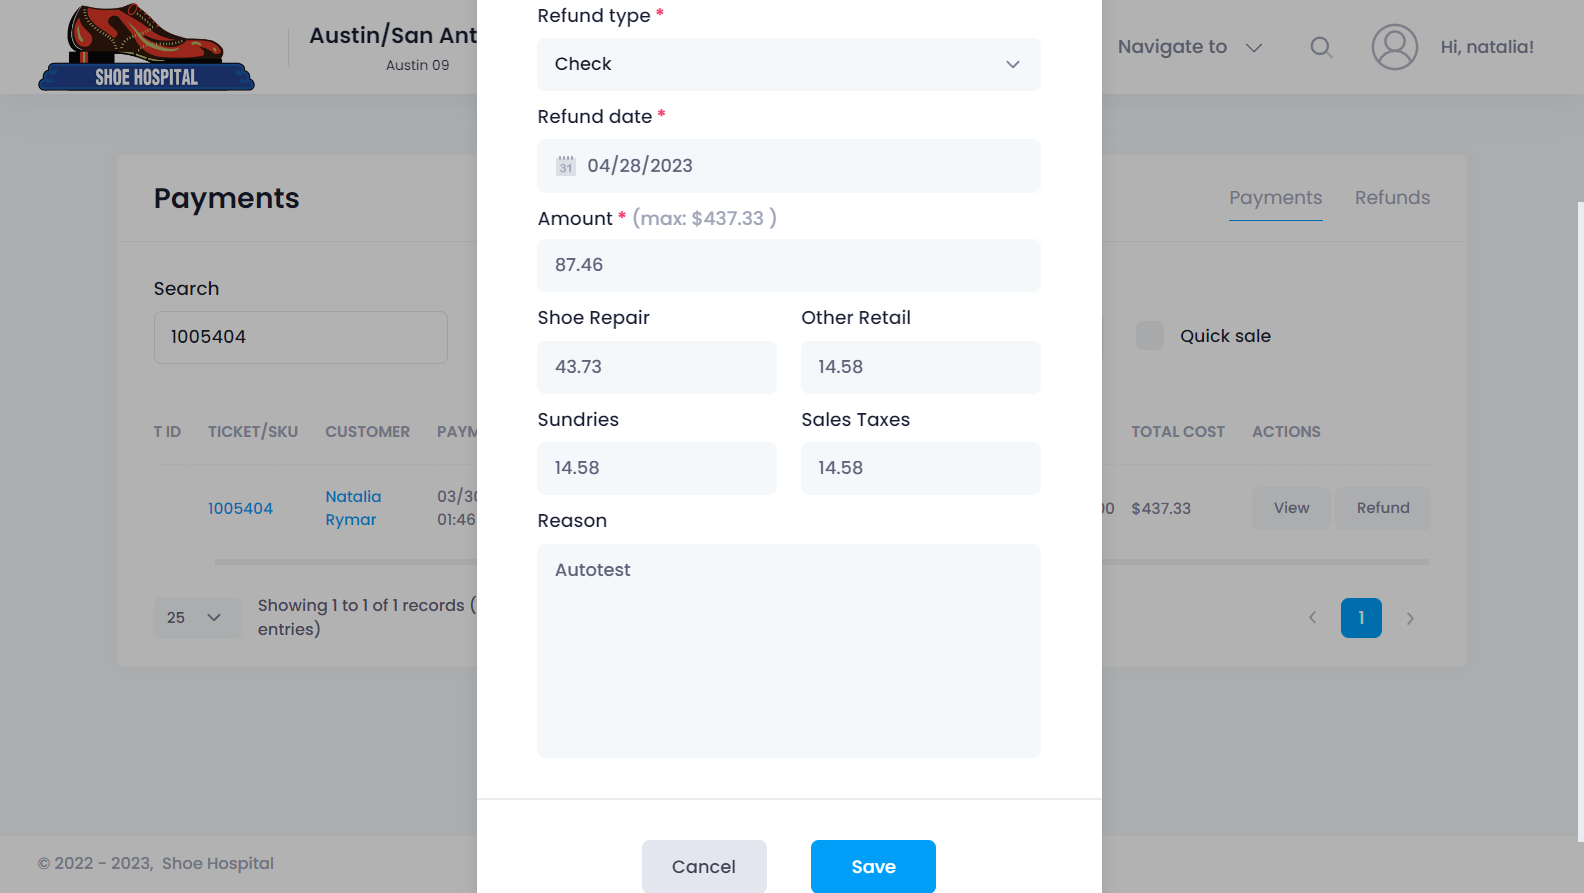 SHOE HOSPITAL
Austin/San Ant
Austin 09
Navigate to
Hi, natalia!
Refund type *
Check
Refund date *
31 04/28/2023
Amount * (max: $437.33 )
87.46
Shoe Repair
Other Retail
43.73
14.58
Sundries
Sales Taxes
14.58
14.58
Reason
Autotest
Cancel
Save
Payments
Payments
Refunds
Search
1005404
Quick sale
T ID TICKET/SKU CUSTOMER PAYM TOTAL COST ACTIONS
1005404
Natalia
Rymar
03/30
01:46
00 $437.33
View
Refund
25
Showing 1 to 1 of 1 records (
entries)
1
© 2022 - 2023, Shoe Hospital